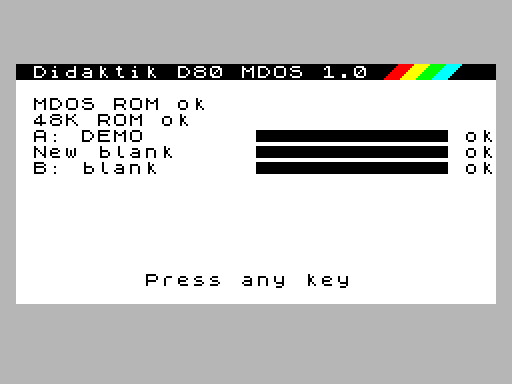 Didaktik D80 MDOS 1.0
MDOS ROM ok
48K ROM ok
A: DEMO ok
New blank ok
B: blank ok
Press any key